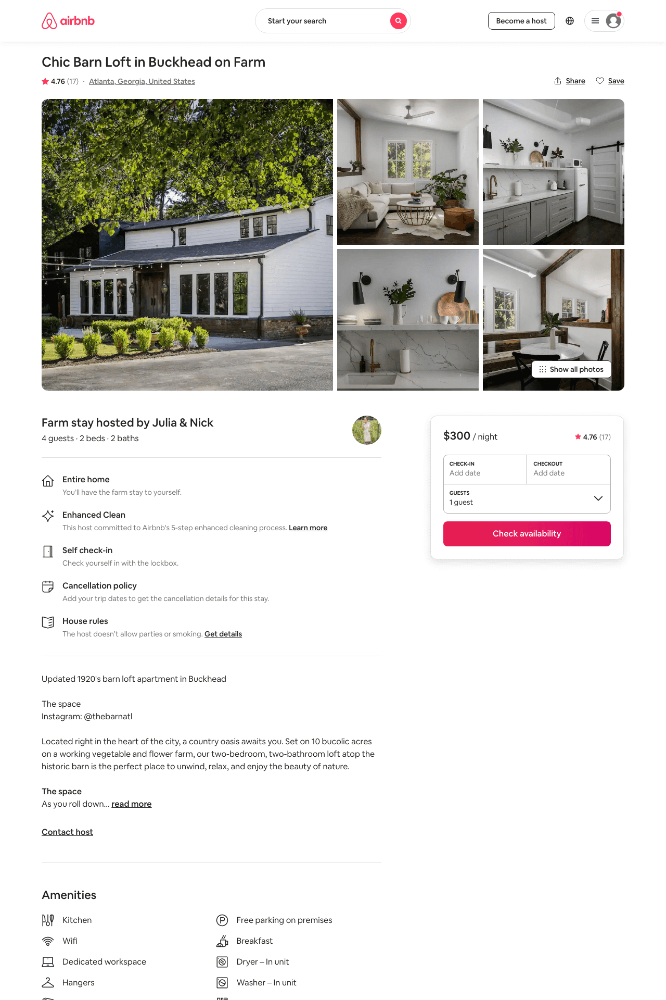 airbnb
Start your search
Become a host
Chic Barn Loft in Buckhead on Farm
4.76 (17) · Atlanta, Georgia, United States
Share
Save
Show all photos
Farm stay hosted by Julia & Nick
4 guests · 2 beds · 2 baths
Entire home
You'll have the farm stay to yourself.
Enhanced Clean
This host committed to Airbnb's 5-step enhanced cleaning process. Learn more
Self check-in
Check yourself in with the lockbox.
Cancellation policy
Add your trip dates to get the cancellation details for this stay.
House rules
The host doesn't allow parties or smoking. Get details
$300 / night
4.76 (17)
CHECK-IN
Add date
CHECKOUT
Add date
GUESTS
1 guest
Check availability
Updated 1920's barn loft apartment in Buckhead
The space
Instagram: @thebarnatl
Located right in the heart of the city, a country oasis awaits you. Set on 10 bucolic acres
on a working vegetable and flower farm, our two-bedroom, two-bathroom loft atop the
historic barn is the perfect place to unwind, relax, and enjoy the beauty of nature.
The space
As you roll down... read more
Contact host
Amenities
Kitchen
Free parking on premises
Wifi
Breakfast
Dedicated workspace
Dryer – In unit
Hangers
Washer – In unit